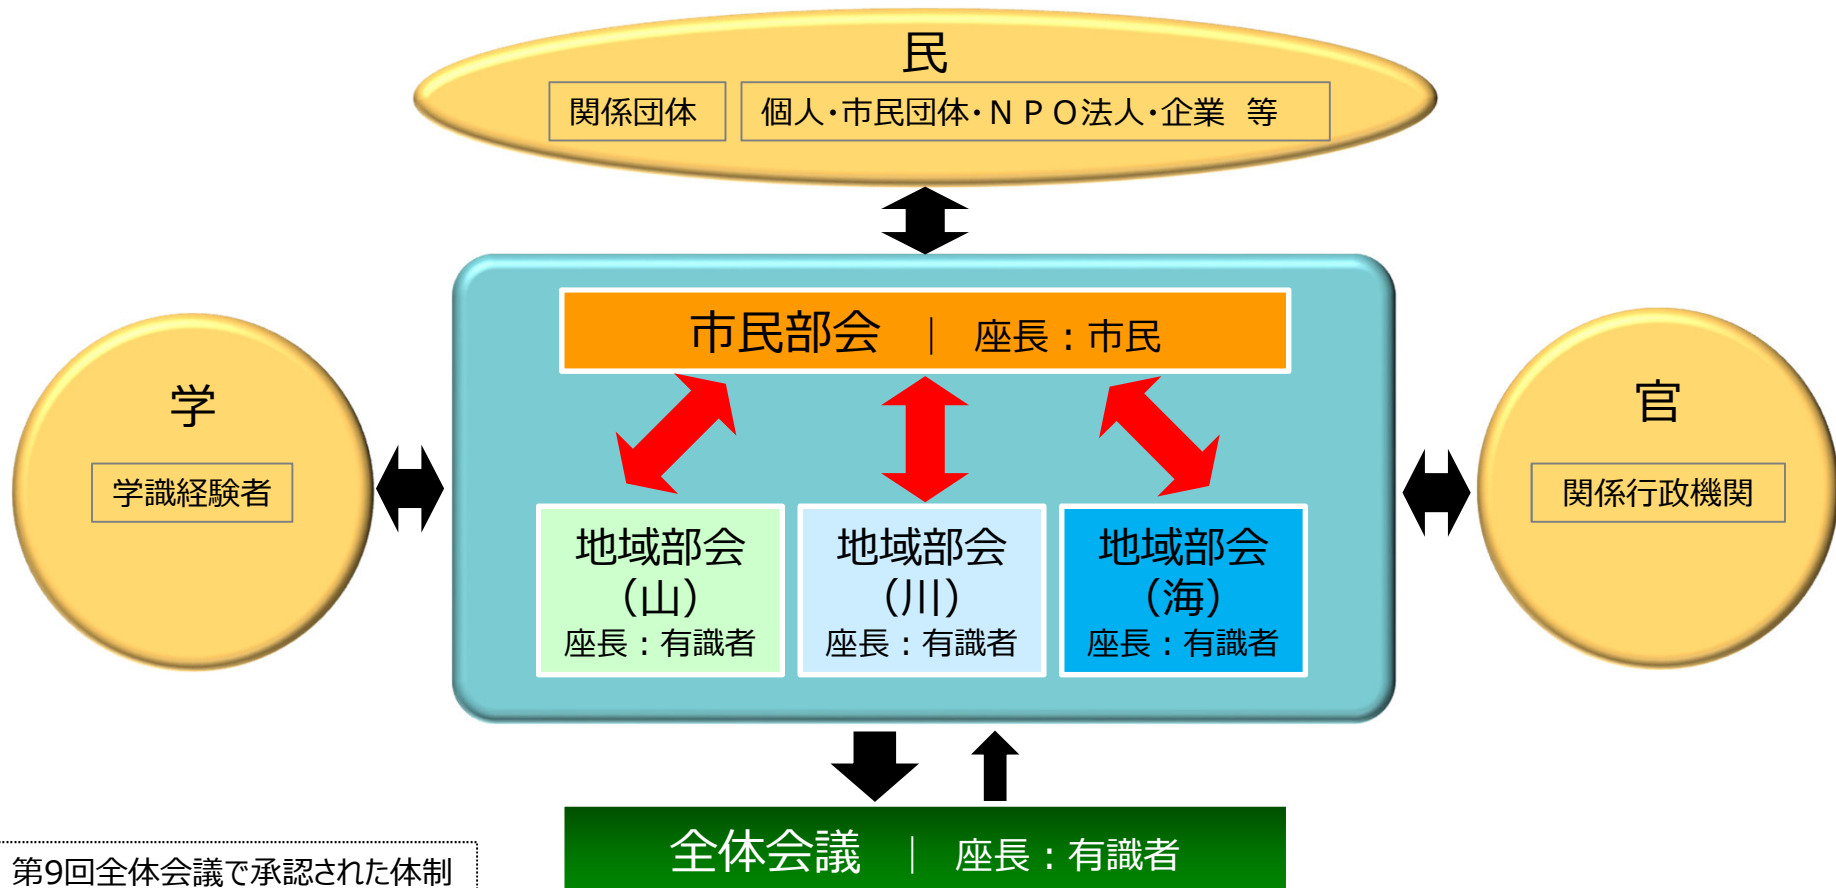 民
関係団体
個人・市民団体・ＮＰＯ法人・企業 等
市民部会 ｜ 座長：市民
学
学識経験者
官
関係行政機関
地域部会
（山）
座長：有識者
地域部会
（川）
座長：有識者
地域部会
（海）
座長：有識者
全体会議 ｜ 座長：有識者
第9回全体会議で承認された体制